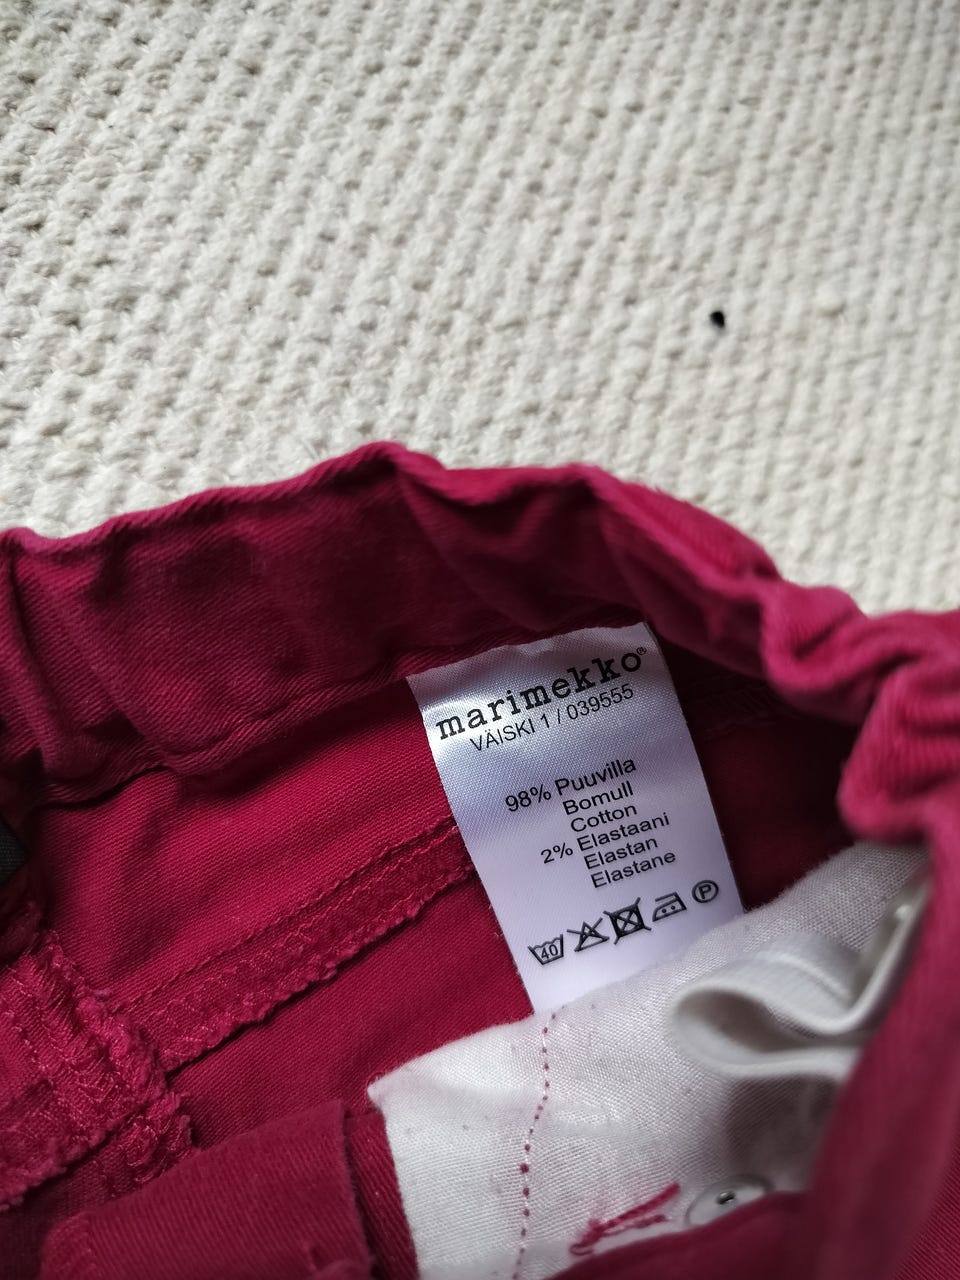 marimekko®
VÄISKI 1 / 039555
98% Puuvilla
Bomull
Cotton
2% Elastaani
Elastan
Elastane
40
P